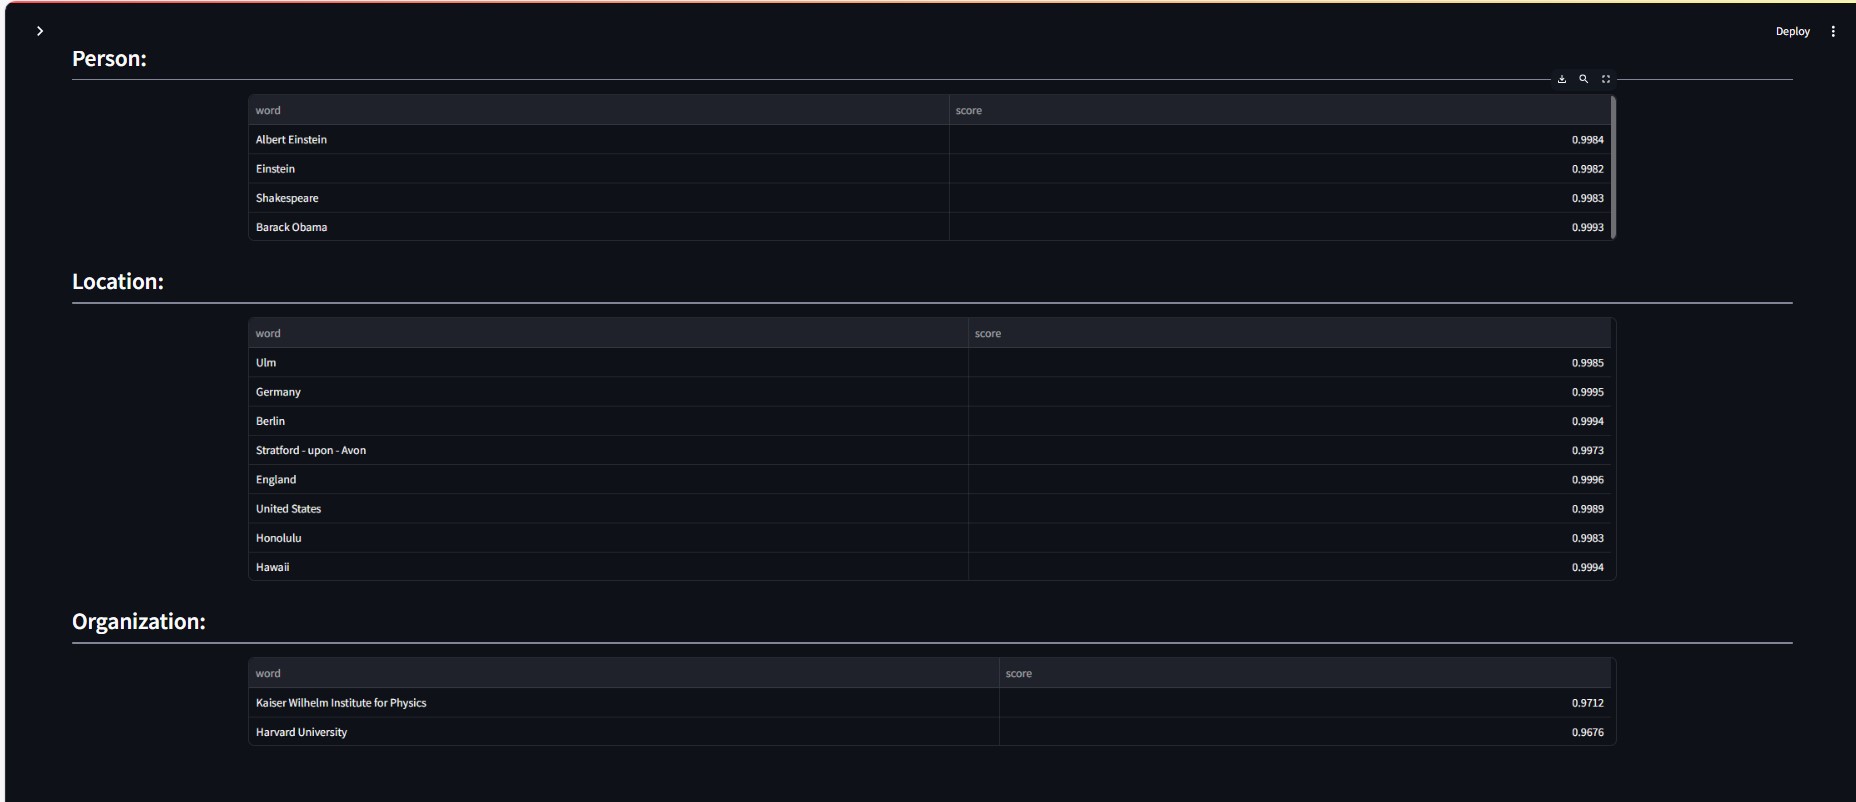 Deploy
Person:
word score
Albert Einstein 0.9984
Einstein 0.9982
Shakespeare 0.9983
Barack Obama 0.9993
Location:
word score
Ulm 0.9985
Germany 0.9995
Berlin 0.9994
Stratford - upon - Avon 0.9973
England 0.9996
United States 0.9989
Honolulu 0.9983
Hawaii 0.9994
Organization:
word score
Kaiser Wilhelm Institute for Physics 0.9712
Harvard University 0.9676